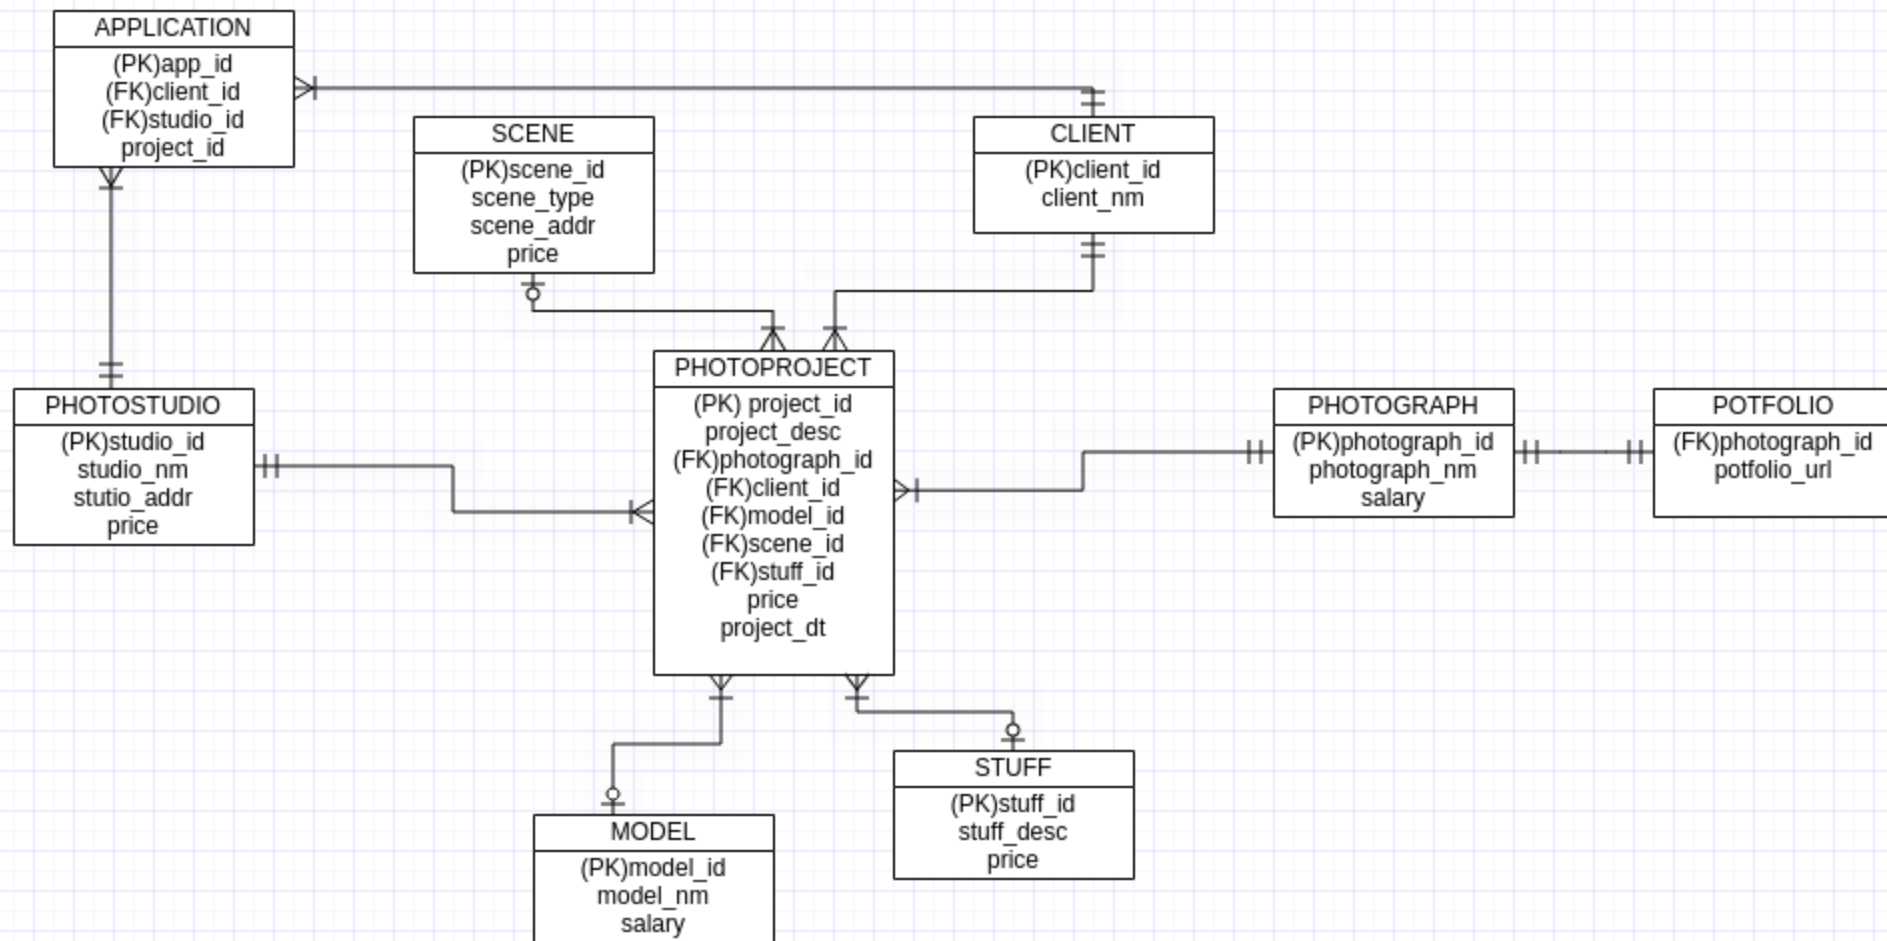 APPLICATION
(PK)app_id
(FK)client_id
(FK)studio_id
project_id
SCENE
(PK)scene_id
scene_type
scene_addr
price
CLIENT
(PK)client_id
client_nm
PHOTOSTUDIO
(PK)studio_id
studio_nm
stutio_addr
price
PHOTOPROJECT
(PK) project_id
project_desc
(FK)photograph_id
(FK)client_id
(FK)model_id
(FK)scene_id
(FK)stuff_id
price
project_dt
PHOTOGRAPH
(PK)photograph_id
photograph_nm
salary
POTFOLIO
(FK)photograph_id
potfolio_url
MODEL
(PK)model_id
model_nm
salary
STUFF
(PK)stuff_id
stuff_desc
price